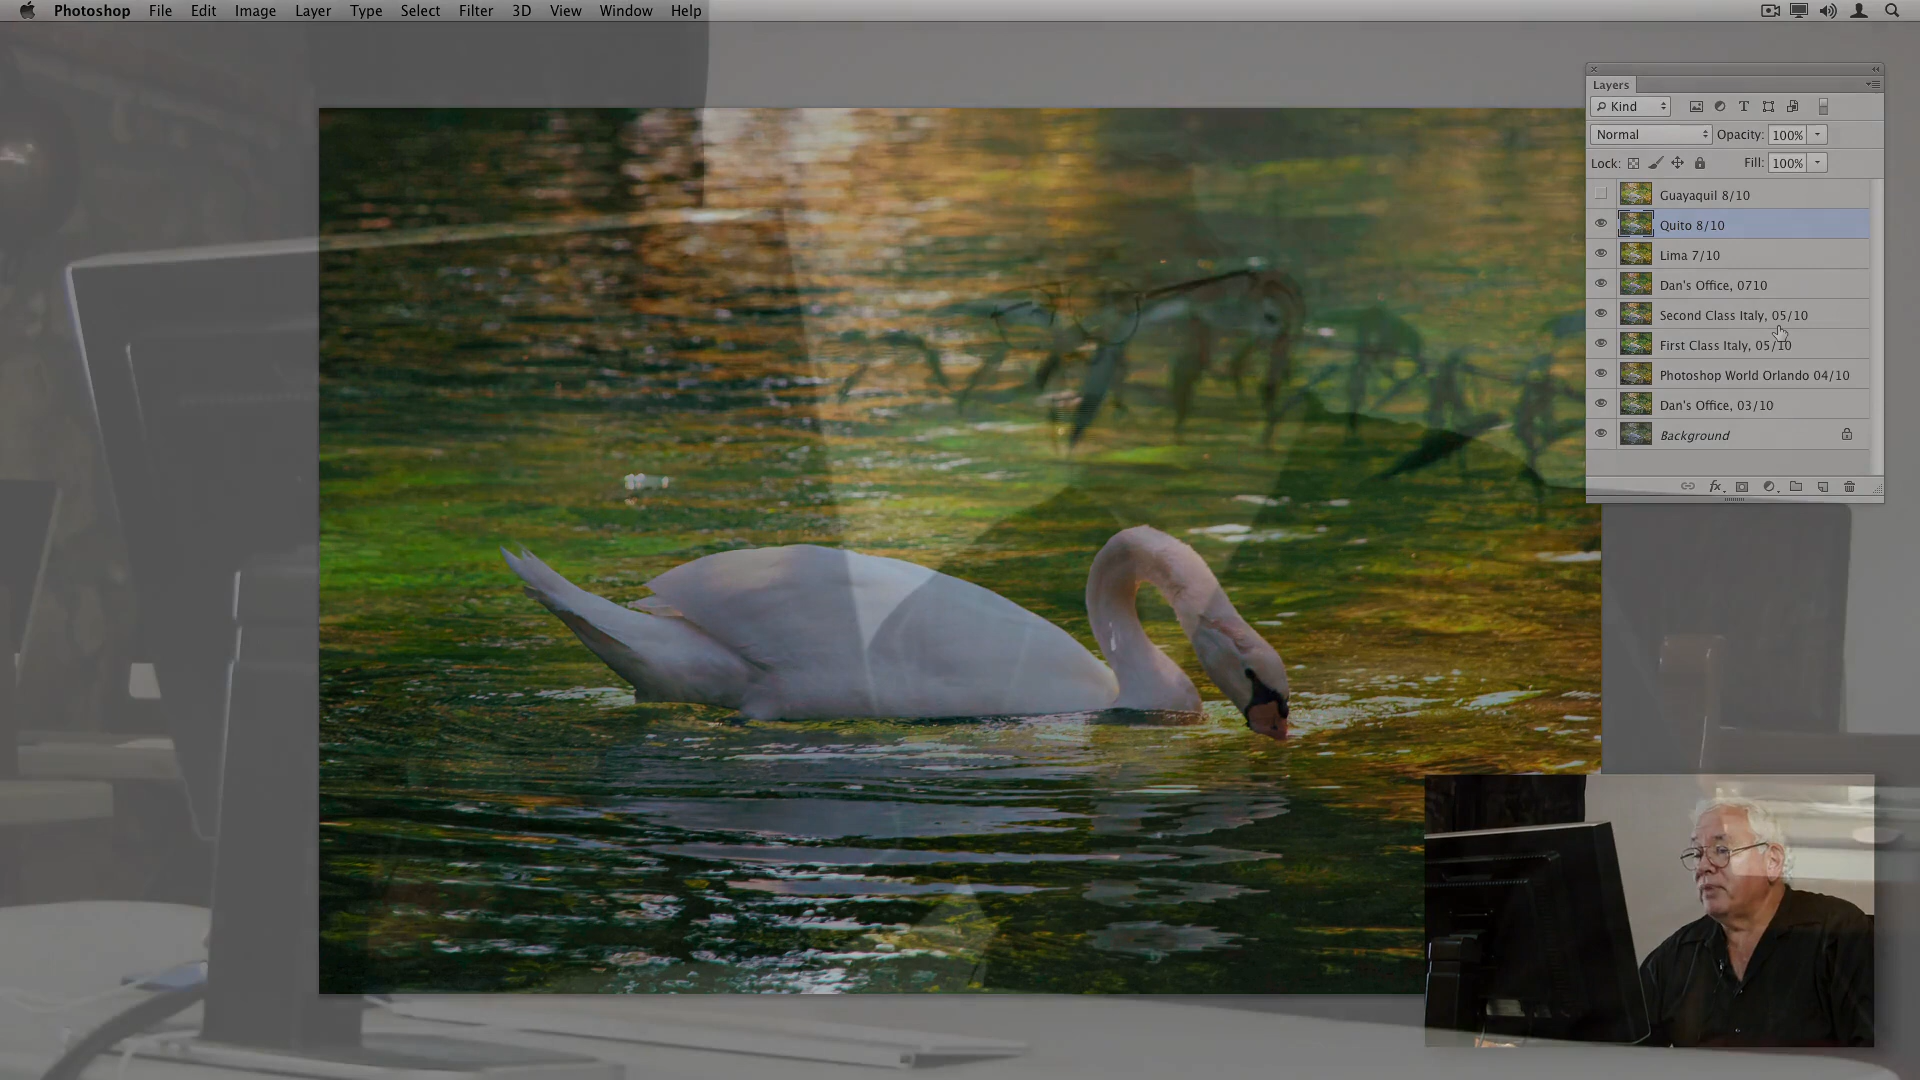 Photoshop File Edit Image Layer Type Select Filter 3D View Window Help
Layers
Kind
Normal Opacity: 100%
Lock: Fill: 100%
Guayaquil 8/10
Quito 8/10
Lima 7/10
Dan's Office, 0710
Second Class Italy, 05/10
First Class Italy, 05/10
Photoshop World Orlando 04/10
Dan's Office, 03/10
Background
fx